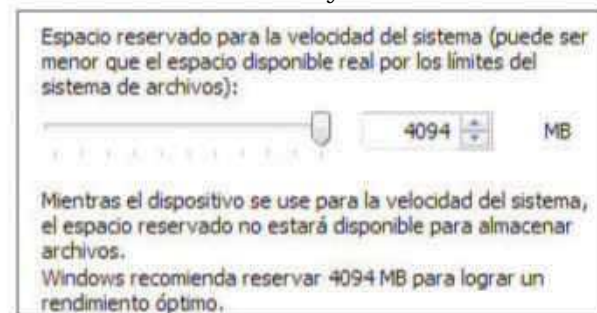 Espacio reservado para la velocidad del sistema (puede ser
menor que el espacio disponible real por los límites del
sistema de archivos):
4094 MB
Mientras el dispositivo se use para la velocidad del sistema,
el espacio reservado no estará disponible para almacenar
archivos.
Windows recomienda reservar 4094 MB para lograr un
rendimiento óptimo.